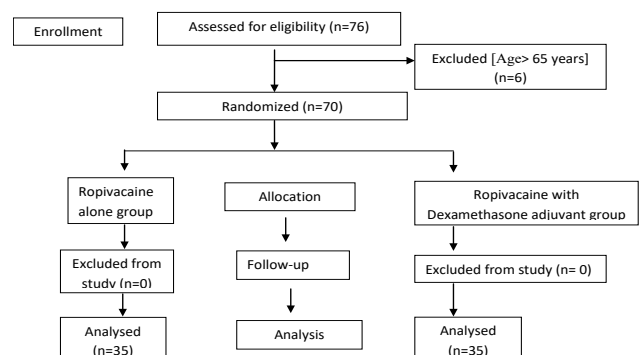 Enrollment
Assessed for eligibility (n=76)
Excluded [Age> 65 years]
(n=6)
Randomized (n=70)
Ropivacaine
alone group
Allocation
Ropivacaine with
Dexamethasone adjuvant group
Excluded from
study (n=0)
Follow-up
Excluded from study (n= 0)
Analysed
(n=35)
Analysis
Analysed
(n=35)